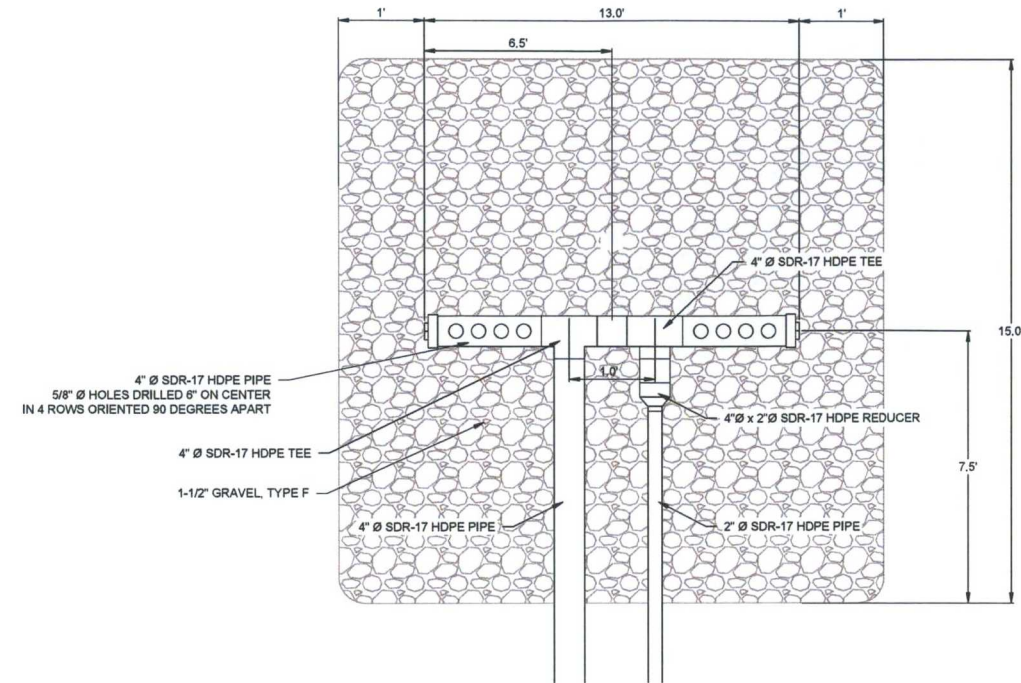 1'
13.0'
1'
6.5'
4" Ø SDR-17 HDPE TEE
15.0
1.0'
4" Ø SDR-17 HDPE PIPE
5/8" Ø HOLES DRILLED 6" ON CENTER
IN 4 ROWS ORIENTED 90 DEGREES APART
4"Ø x 2"Ø SDR-17 HDPE REDUCER
4" Ø SDR-17 HDPE TEE
7.5'
1-1/2" GRAVEL, TYPE F
4" Ø SDR-17 HDPE PIPE
2" Ø SDR-17 HDPE PIPE